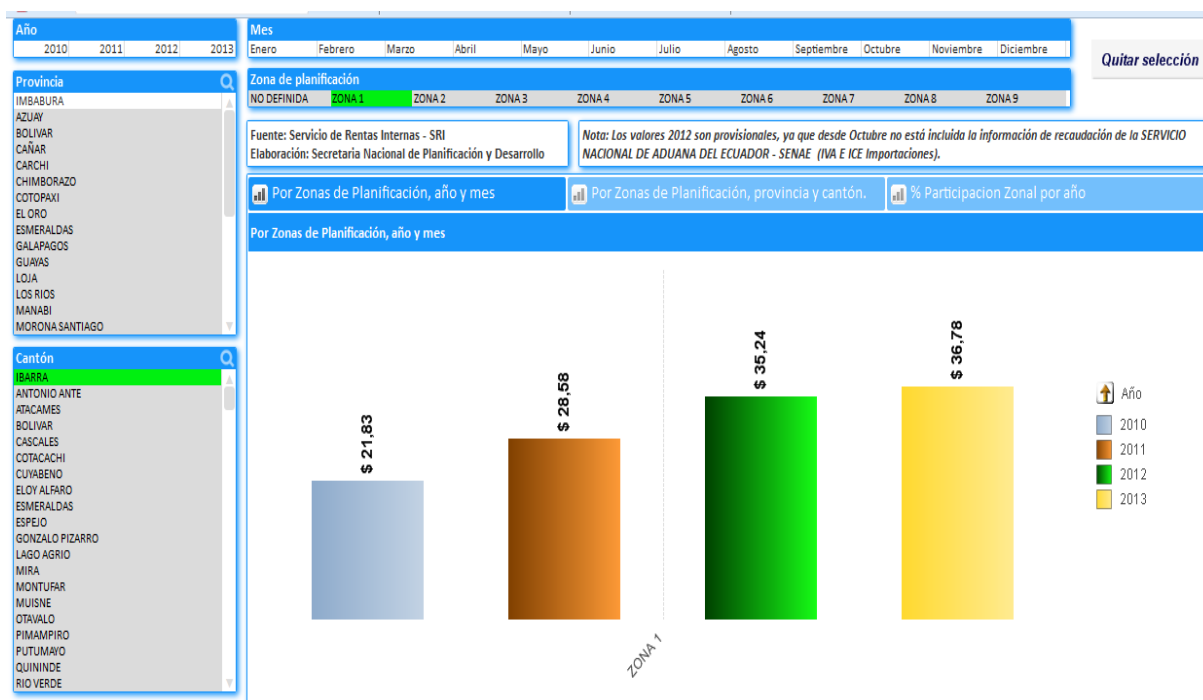 Año
2010 2011 2012 2013
Mes
Enero Febrero Marzo Abril Mayo Junio Julio Agosto Septiembre Octubre Noviembre Diciembre
Quitar selección
Zona de planificación
NO DEFINIDA ZONA 1 ZONA 2 ZONA 3 ZONA 4 ZONA 5 ZONA 6 ZONA 7 ZONA 8 ZONA 9
Provincia
IMBABURA
AZUAY
BOLIVAR
CAÑAR
CARCHI
CHIMBORAZO
COTOPAXI
EL ORO
ESMERALDAS
GALAPAGOS
GUAYAS
LOJA
LOS RIOS
MANABI
MORONA SANTIAGO
Cantón
IBARRA
ANTONIO ANTE
ATACAMES
BOLIVAR
CASCALES
COTACACHI
CUYABENO
ELOY ALFARO
ESMERALDAS
ESPEJO
GONZALO PIZARRO
LAGO AGRIO
MIRA
MONTUFAR
MUISNE
OTAVALO
PIMAMPIRO
PUTUMAYO
QUININDE
RIO VERDE
Fuente: Servicio de Rentas Internas - SRI
Elaboración: Secretaria Nacional de Planificación y Desarrollo
Nota: Los valores 2012 son provisionales, ya que desde Octubre no está incluida la información de recaudación de la SERVICIO
NACIONAL DE ADUANA DEL ECUADOR - SENAE (IVA E ICE Importaciones).
Por Zonas de Planificación, año y mes
Por Zonas de Planificación, provincia y cantón.
% Participacion Zonal por año
Por Zonas de Planificación, año y mes
$ 21,83
$ 28,58
$ 35,24
$ 36,78
ZONA 1
Año
2010
2011
2012
2013